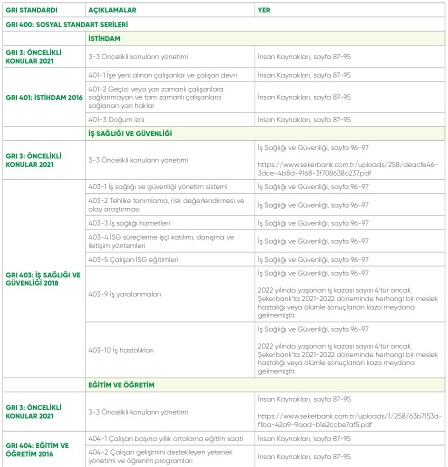 GRI STANDARDI AÇIKLAMALAR YER
GRI 400: SOSYAL STANDART SERİLERİ
İSTİHDAM
GRI 3: ÖNCELİKLİ
KONULAR 2021
3-3 Öncelikli konuların yönetimi
İnsan Kaynakları, sayfa 87-95
GRI 401: İSTİHDAM 2016
401-1 İşe yeni alınan çalışanlar ve çalışan devri
İnsan Kaynakları, sayfa 87-95
401-2 Geçici veya yarı zamanlı çalışanlara
sağlanmayan ve tam zamanlı çalışanlara
sağlanan yan haklar
İnsan Kaynakları, sayfa 87-95
401-3 Doğum izni
İnsan Kaynakları, sayfa 87-95
İŞ SAĞLIĞI VE GÜVENLİĞİ
GRI 3: ÖNCELİKLİ
KONULAR 2021
3-3 Öncelikli konuların yönetimi
İş Sağlığı ve Güvenliği, sayfa 96-97
https://www.sekerbank.com.tr/uploads/258/deacfe46-
3dce-4b8d-9168-3f708638c237.pdf
GRI 403: İŞ SAĞLIĞI VE
GÜVENLİĞİ 2018
403-1 İş sağlığı ve güvenliği yönetim sistemi
İş Sağlığı ve Güvenliği, sayfa 96-97
403-2 Tehlike tanımlama, risk değerlendirmesi ve
olay araştırması
İş Sağlığı ve Güvenliği, sayfa 96-97
403-3 İş sağlığı hizmetleri
İş Sağlığı ve Güvenliği, sayfa 96-97
403-4 İSG süreçlerine işçi katılımı, danışma ve
iletişim yöntemleri
İş Sağlığı ve Güvenliği, sayfa 96-97
403-5 Çalışan İSG eğitimleri
İş Sağlığı ve Güvenliği, sayfa 96-97
403-9 İş yaralanmaları
İş Sağlığı ve Güvenliği, sayfa 96-97
2022 yılında yaşanan iş kazası sayısı 4'tür ancak
Şekerbank'ta 2021-2022 döneminde herhangi bir meslek
hastalığı veya ölümle sonuçlanan kaza meydana
gelmemiştir.
403-10 İş hastalıkları
İş Sağlığı ve Güvenliği, sayfa 96-97
2022 yılında yaşanan iş kazası sayısı 4'tür ancak
Şekerbank'ta 2021-2022 döneminde herhangi bir meslek
hastalığı veya ölümle sonuçlanan kaza meydana
gelmemiştir.
EĞİTİM VE ÖĞRETİM
GRI 3: ÖNCELİKLİ
KONULAR 2021
3-3 Öncelikli konuların yönetimi
İnsan Kaynakları, sayfa 87-95
https://www.sekerbank.com.tr/uploads/1/258/63b7153d-
f1ba-42a9-9aad-b1e2ccbe7af5.pdf
GRI 404: EĞİTİM VE
ÖĞRETİM 2016
404-1 Çalışan başına yıllık ortalama eğitim saati
İnsan Kaynakları, sayfa 87-95
404-2 Çalışan gelişimini destekleyen yetenek
yönetimi ve öğrenim programları
İnsan Kaynakları, sayfa 87-95